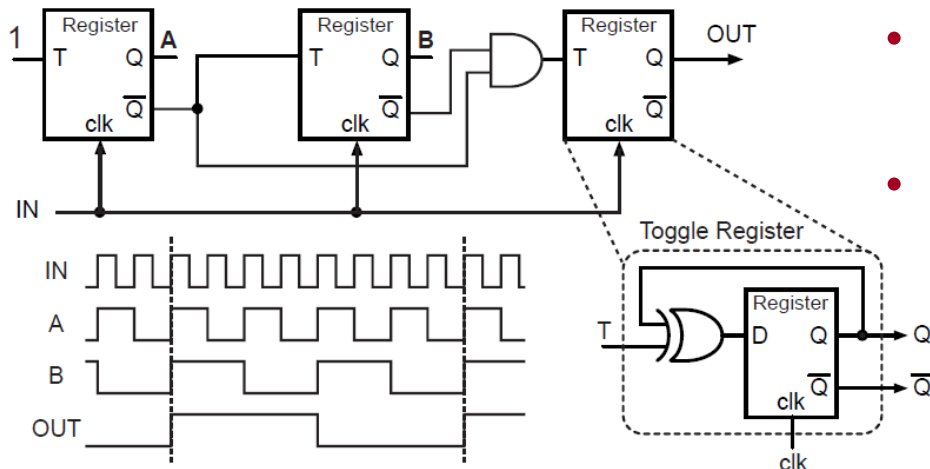 Register Register Register
1 T Q A T Q B T Q OUT
Q Q Q
clk clk clk
IN
Toggle Register
IN
Register
A
T D Q Q
B
Q Q
OUT
clk
clk